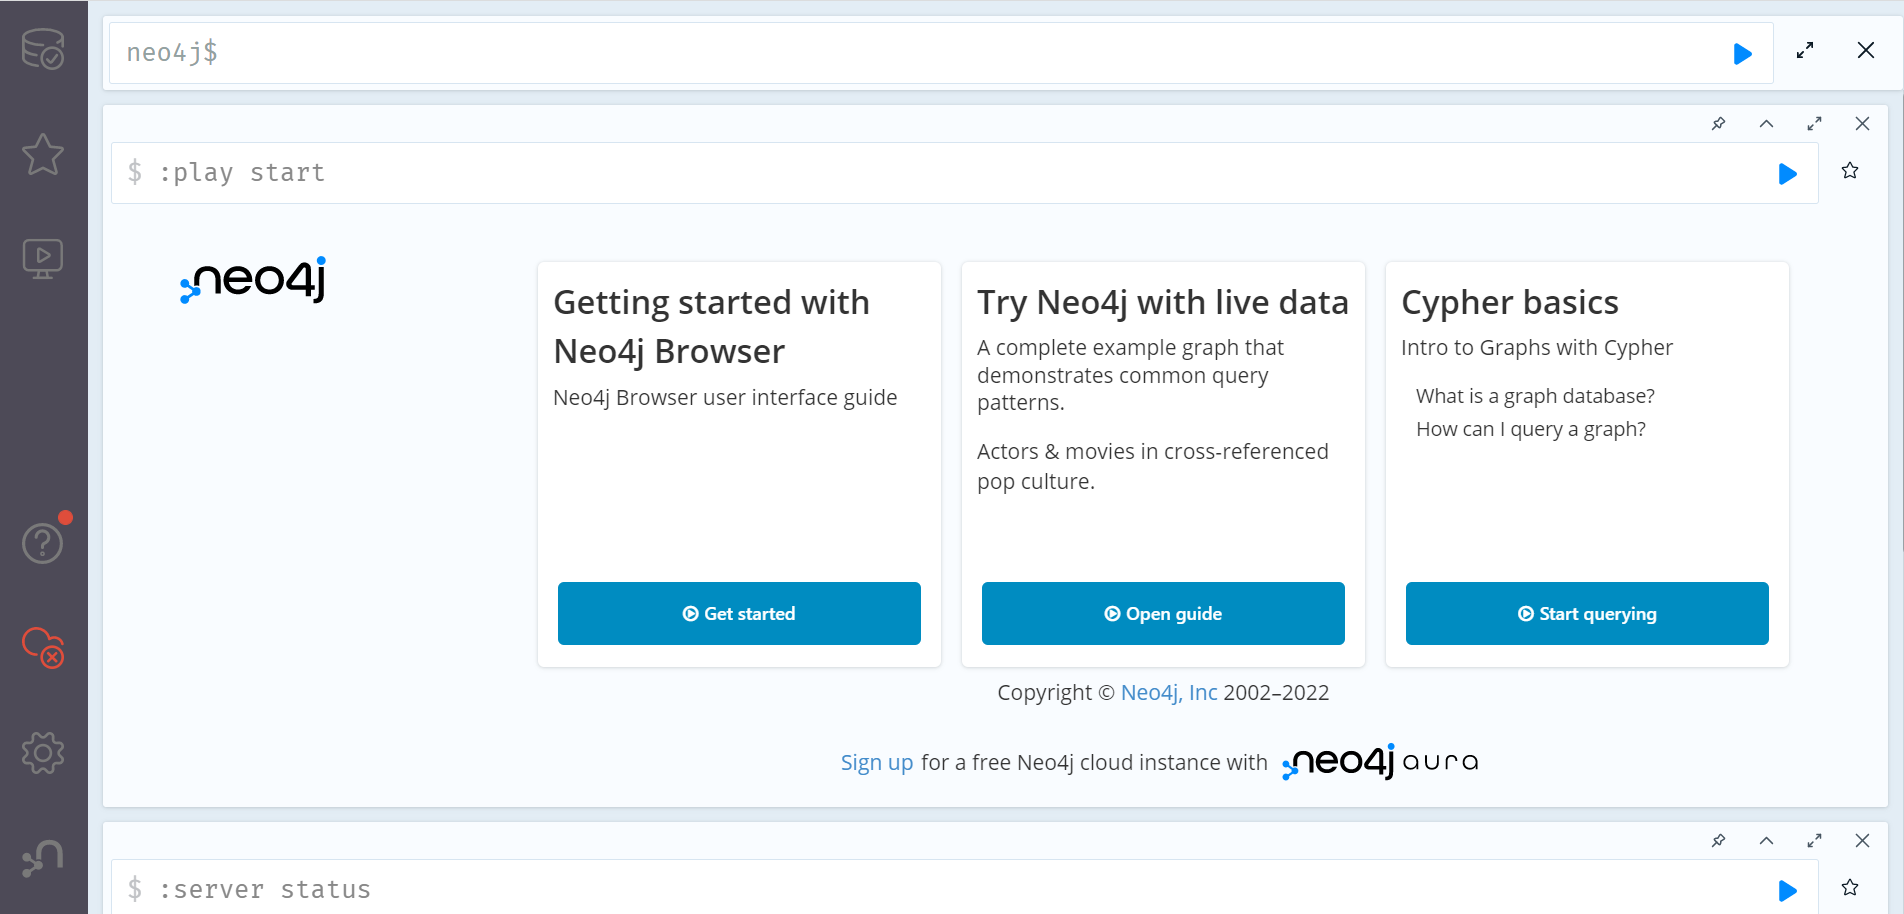 neo4j$
$ :play start
neo4j
Getting started with
Neo4j Browser
Neo4j Browser user interface guide
Get started
Try Neo4j with live data
A complete example graph that
demonstrates common query
patterns.
Actors & movies in cross-referenced
pop culture.
Open guide
Cypher basics
Intro to Graphs with Cypher
What is a graph database?
How can I query a graph?
Start querying
Copyright © Neo4j, Inc 2002–2022
Sign up for a free Neo4j cloud instance with neo4j aura
$ :server status